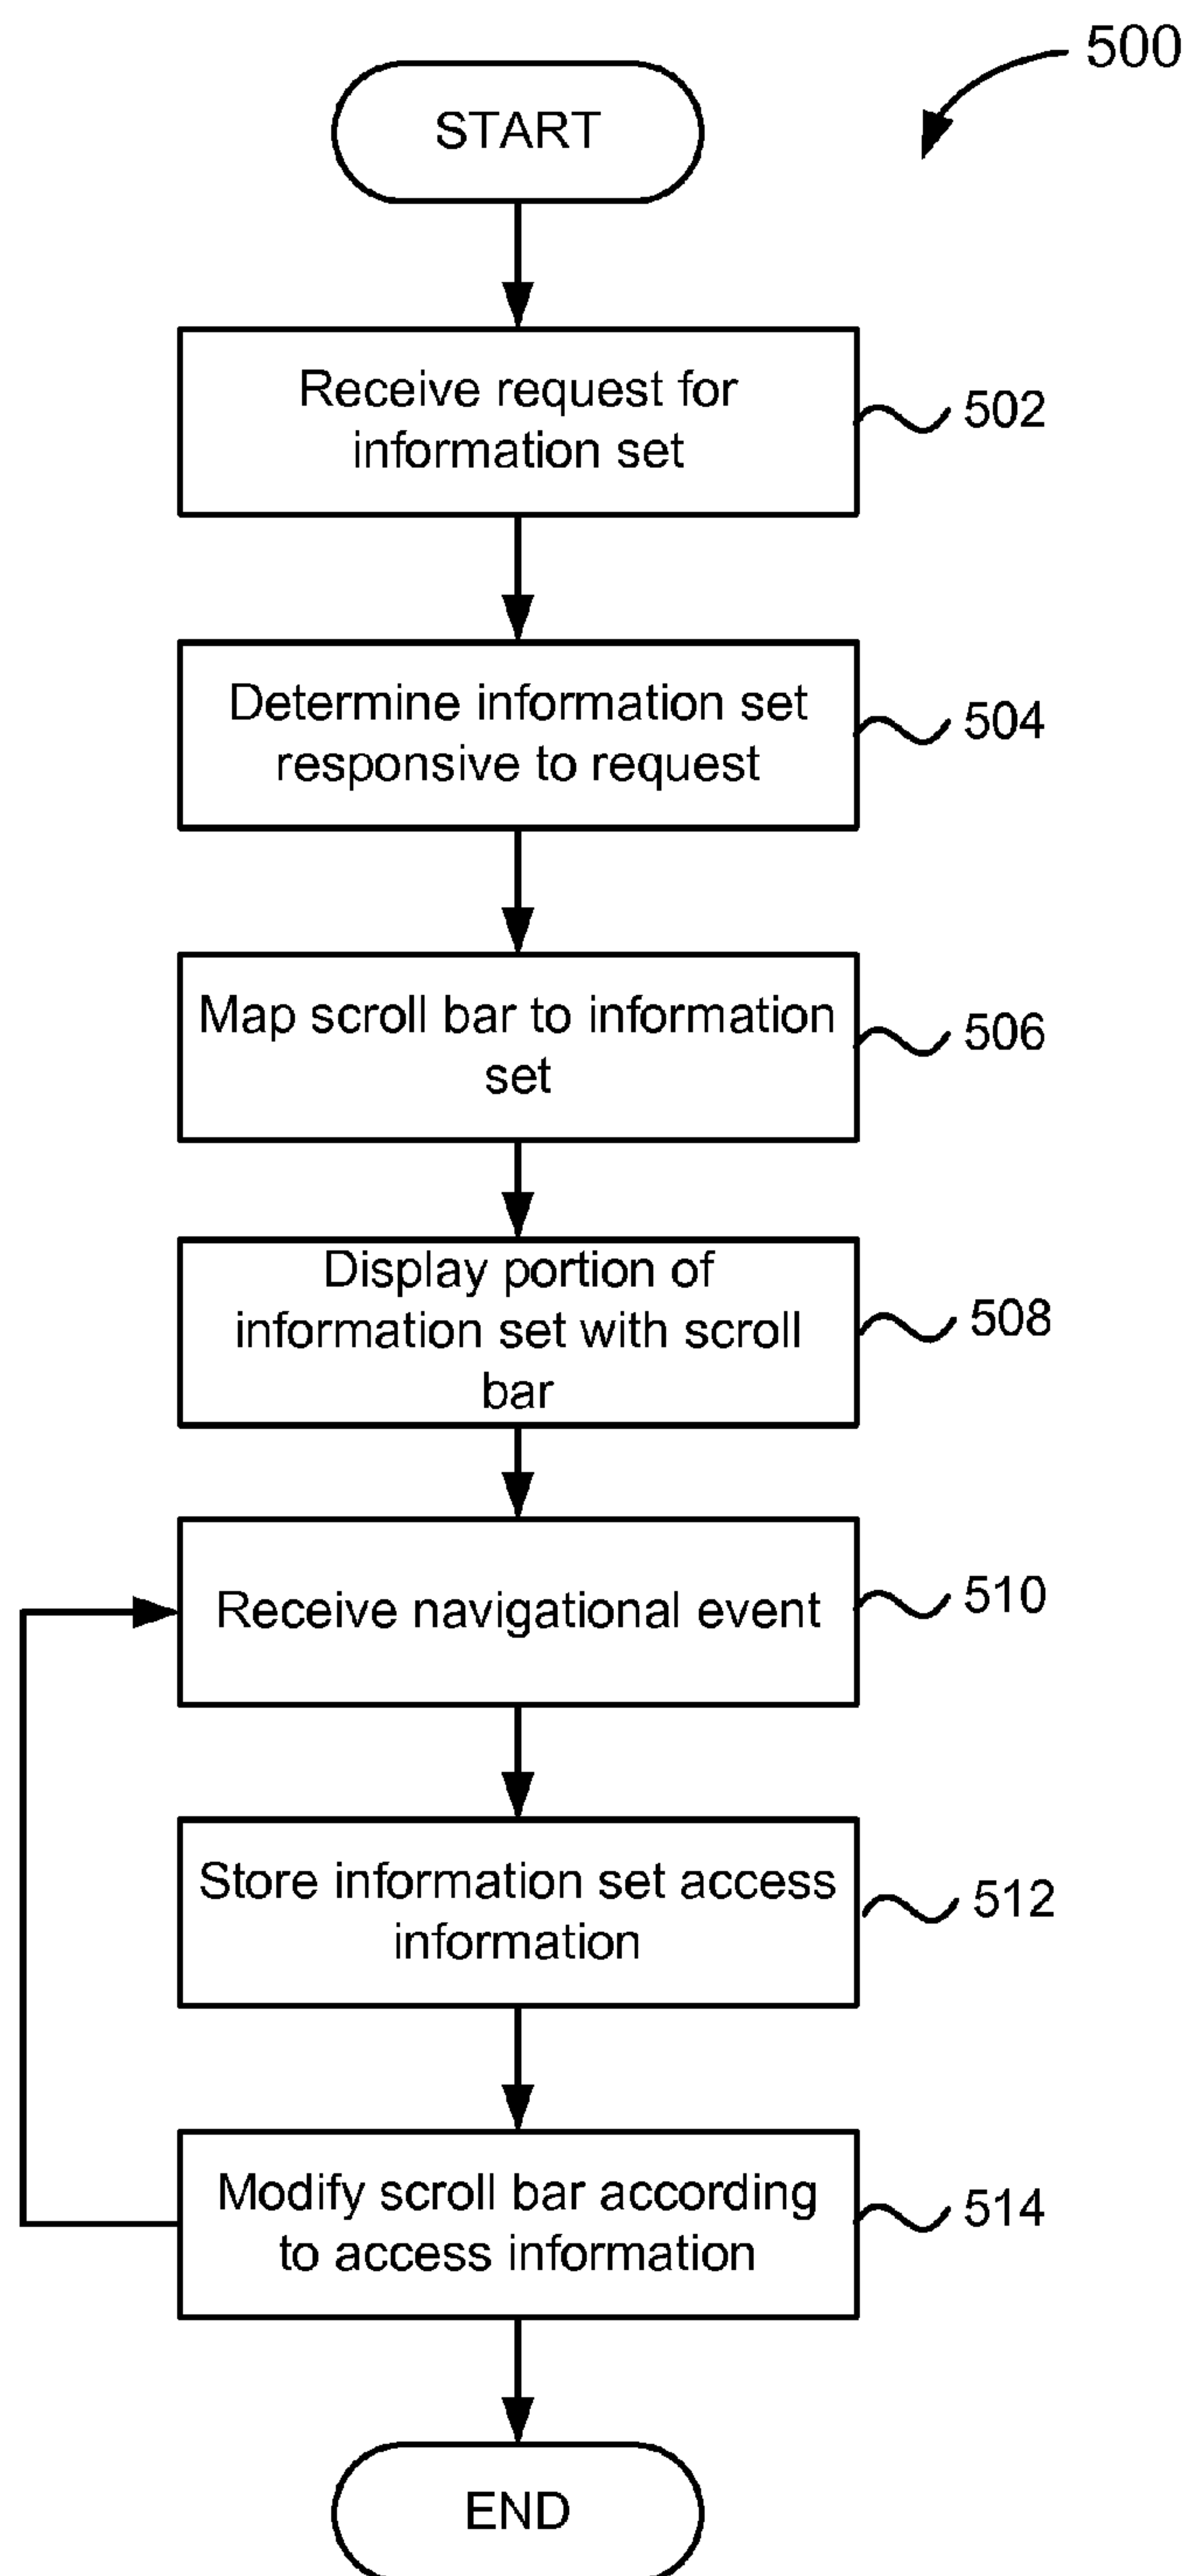 500
START
Receive request for
information set
502
Determine information set
responsive to request
504
Map scroll bar to information
set
506
Display portion of
information set with scroll
bar
508
Receive navigational event
510
Store information set access
information
512
Modify scroll bar according
to access information
514
END